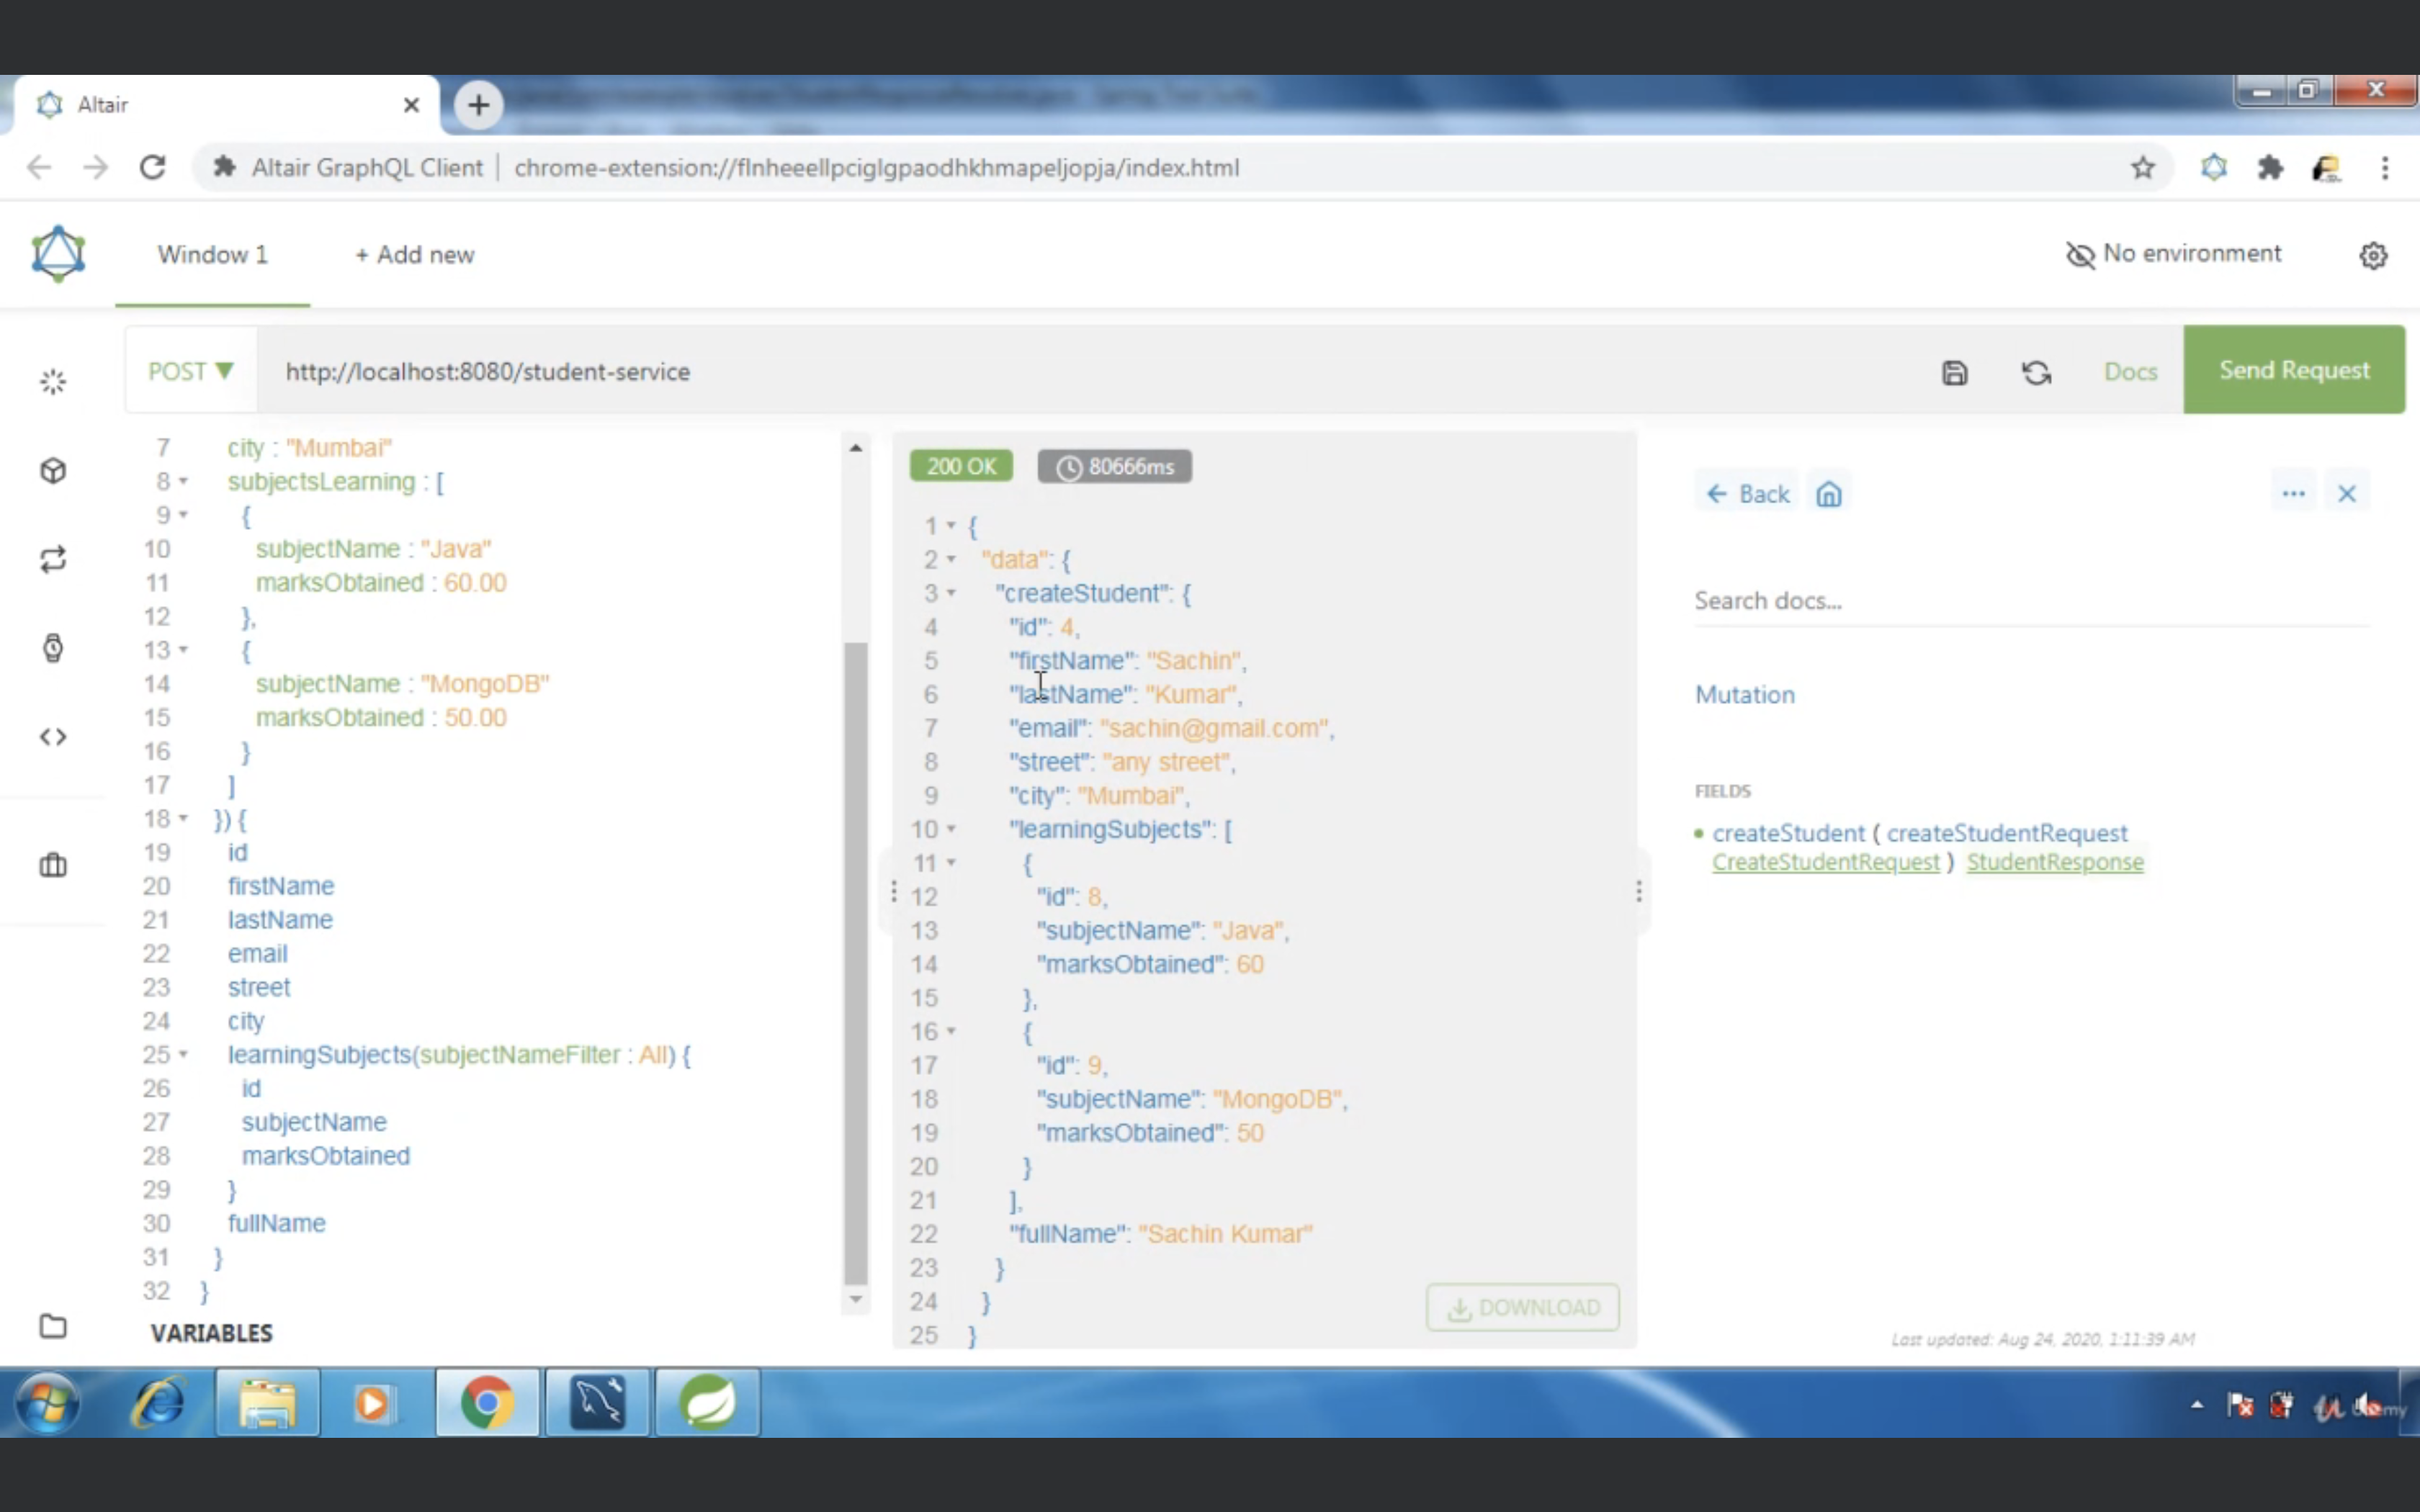 Altair
Altair GraphQL Client
chrome-extension://flnheeellpciglgpaodhkhmapeljopja/index.html
Window 1
+ Add new
No environment
POST
http://localhost:8080/student-service
Docs
Send Request
7 city : "Mumbai"
8 subjectsLearning : [
9 {
10 subjectName : "Java"
11 marksObtained : 60.00
12 },
13 {
14 subjectName : "MongoDB"
15 marksObtained : 50.00
16 }
17 ]
18 }) {
19 id
20 firstName
21 lastName
22 email
23 street
24 city
25 learningSubjects(subjectNameFilter : All) {
26 id
27 subjectName
28 marksObtained
29 }
30 fullName
31 }
32 }
VARIABLES
200 OK
80666ms
1 {
2 "data": {
3 "createStudent": {
4 "id": 4,
5 "firstName": "Sachin",
6 "lastName": "Kumar",
7 "email": "sachin@gmail.com",
8 "street": "any street",
9 "city": "Mumbai",
10 "learningSubjects": [
11 {
12 "id": 8,
13 "subjectName": "Java",
14 "marksObtained": 60
15 },
16 {
17 "id": 9,
18 "subjectName": "MongoDB",
19 "marksObtained": 50
20 }
21 ],
22 "fullName": "Sachin Kumar"
23 }
24 }
25 }
DOWNLOAD
Back
Search docs...
Mutation
FIELDS
createStudent ( createStudentRequest
CreateStudentRequest ) StudentResponse
Last updated: Aug 24, 2020, 1:11:39 AM